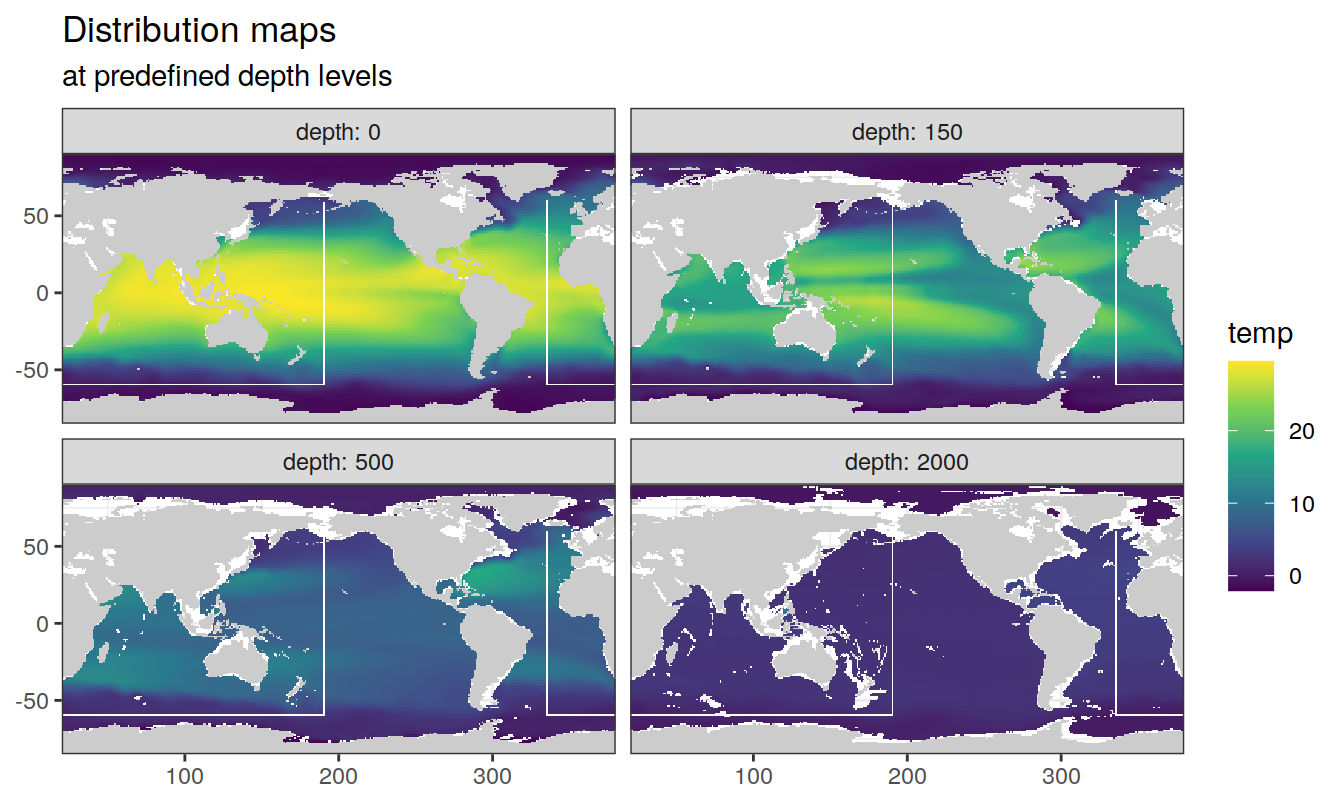 Distribution maps
at predefined depth levels
depth: 0
depth: 150
50
0
-50
temp
20
10
0
depth: 500
depth: 2000
50
0
-50
100
200
300
100
200
300